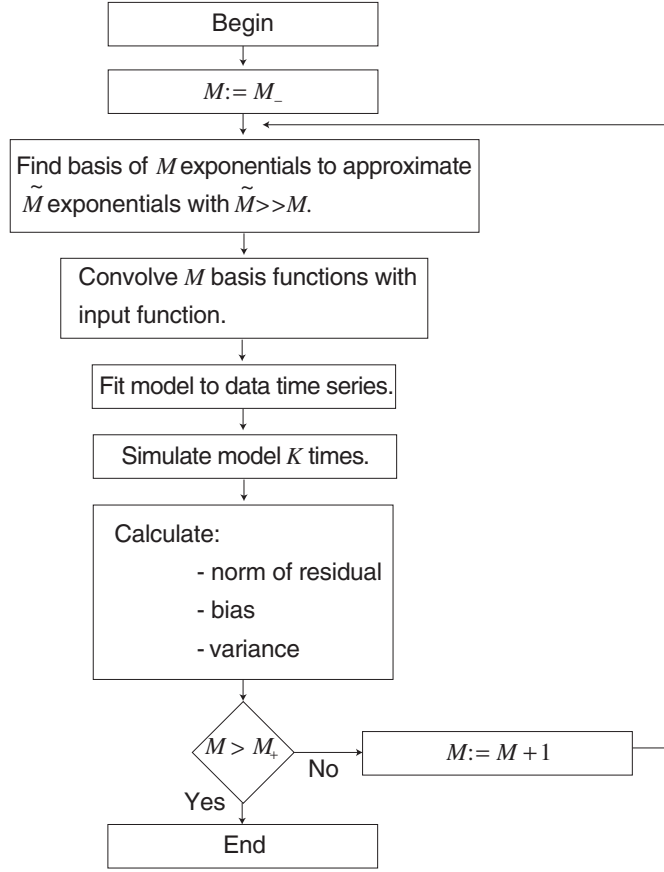 Begin
M:= M₋
Find basis of M exponentials to approximate
M̃ exponentials with M̃>>M.
Convolve M basis functions with
input function.
Fit model to data time series.
Simulate model K times.
Calculate:
- norm of residual
- bias
- variance
M > M₊
No
M:= M + 1
Yes
End